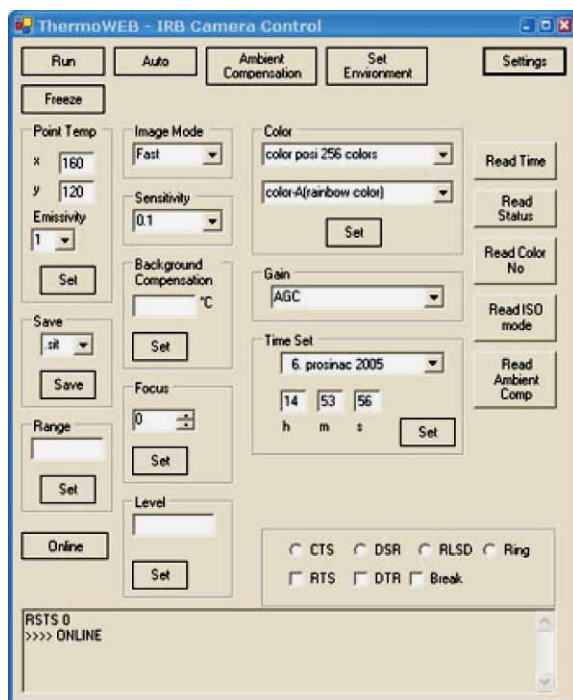 ThermoWEB - IRB Camera Control
Run
Auto
Ambient
Compensation
Set
Environment
Settings
Freeze
Point Temp
x 160
y 120
Emissivity
1
Set
Image Mode
Fast
Sensitivity
0.1
Background
Compensation
°C
Set
Color
color posi 256 colors
color-A(rainbow color)
Set
Gain
AGC
Time Set
6. prosinac 2005
14 53 56
h m s
Set
Read Time
Read
Status
Read Color
No
Read ISO
mode
Read
Ambient
Comp
Save
.sit
Save
Focus
0
Set
Range
Set
Level
Set
Online
CTS DSR RLSD Ring
RTS DTR Break
RSTS 0
>>>> ONLINE